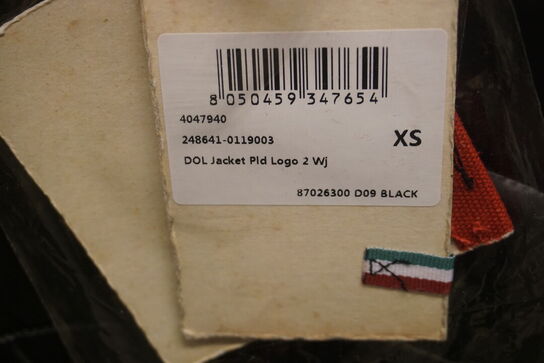 8 050459 347654
4047940
248641-0119003
XS
DOL Jacket Pld Logo 2 Wj
87026300 D09 BLACK